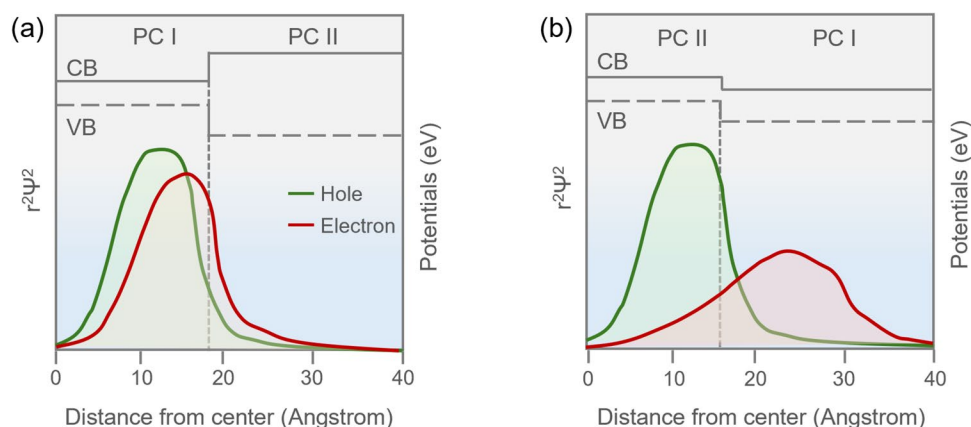 (a)
PC I PC II
CB
VB
r²Ψ²
Hole
Electron
Potentials (eV)
0 10 20 30 40
Distance from center (Angstrom)
(b)
PC II PC I
CB
VB
r²Ψ²
Potentials (eV)
0 10 20 30 40
Distance from center (Angstrom)